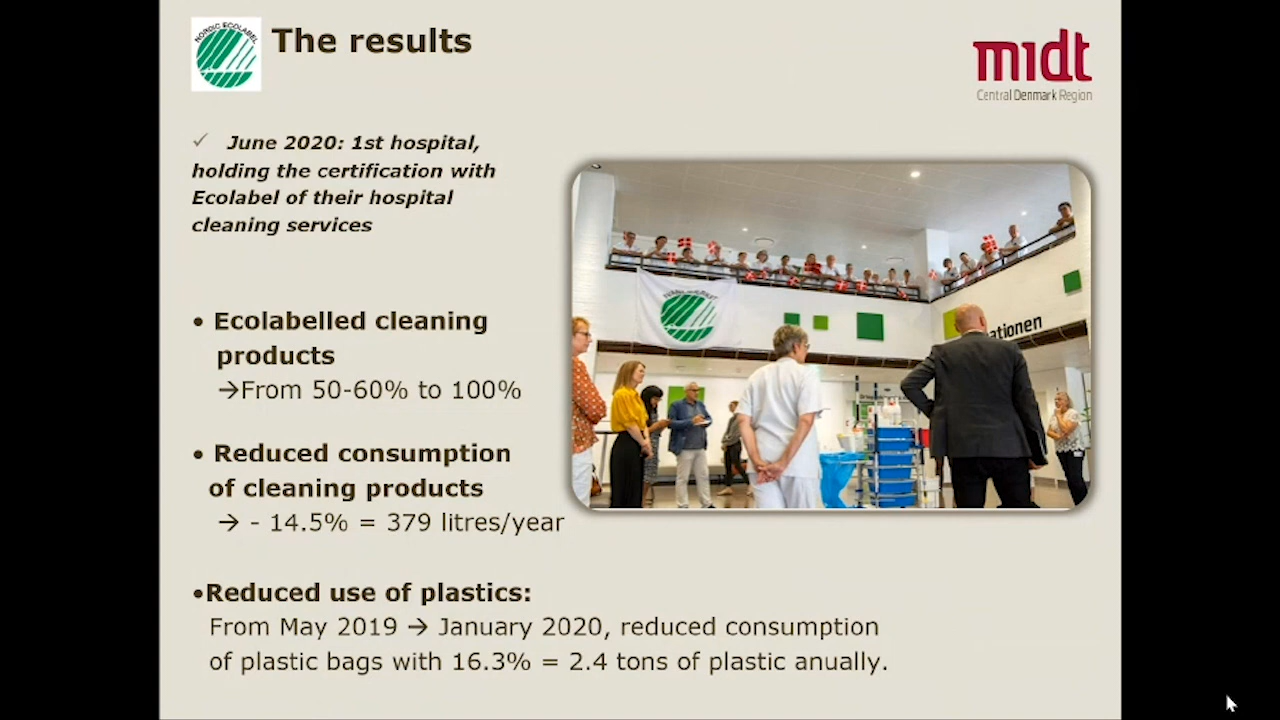 NORDIC ECOLABEL
The results
midt
Central Denmark Region
✓ June 2020: 1st hospital,
holding the certification with
Ecolabel of their hospital
cleaning services
• Ecolabelled cleaning
products
→From 50-60% to 100%
• Reduced consumption
of cleaning products
→ - 14.5% = 379 litres/year
•Reduced use of plastics:
From May 2019 → January 2020, reduced consumption
of plastic bags with 16.3% = 2.4 tons of plastic anually.
ationen